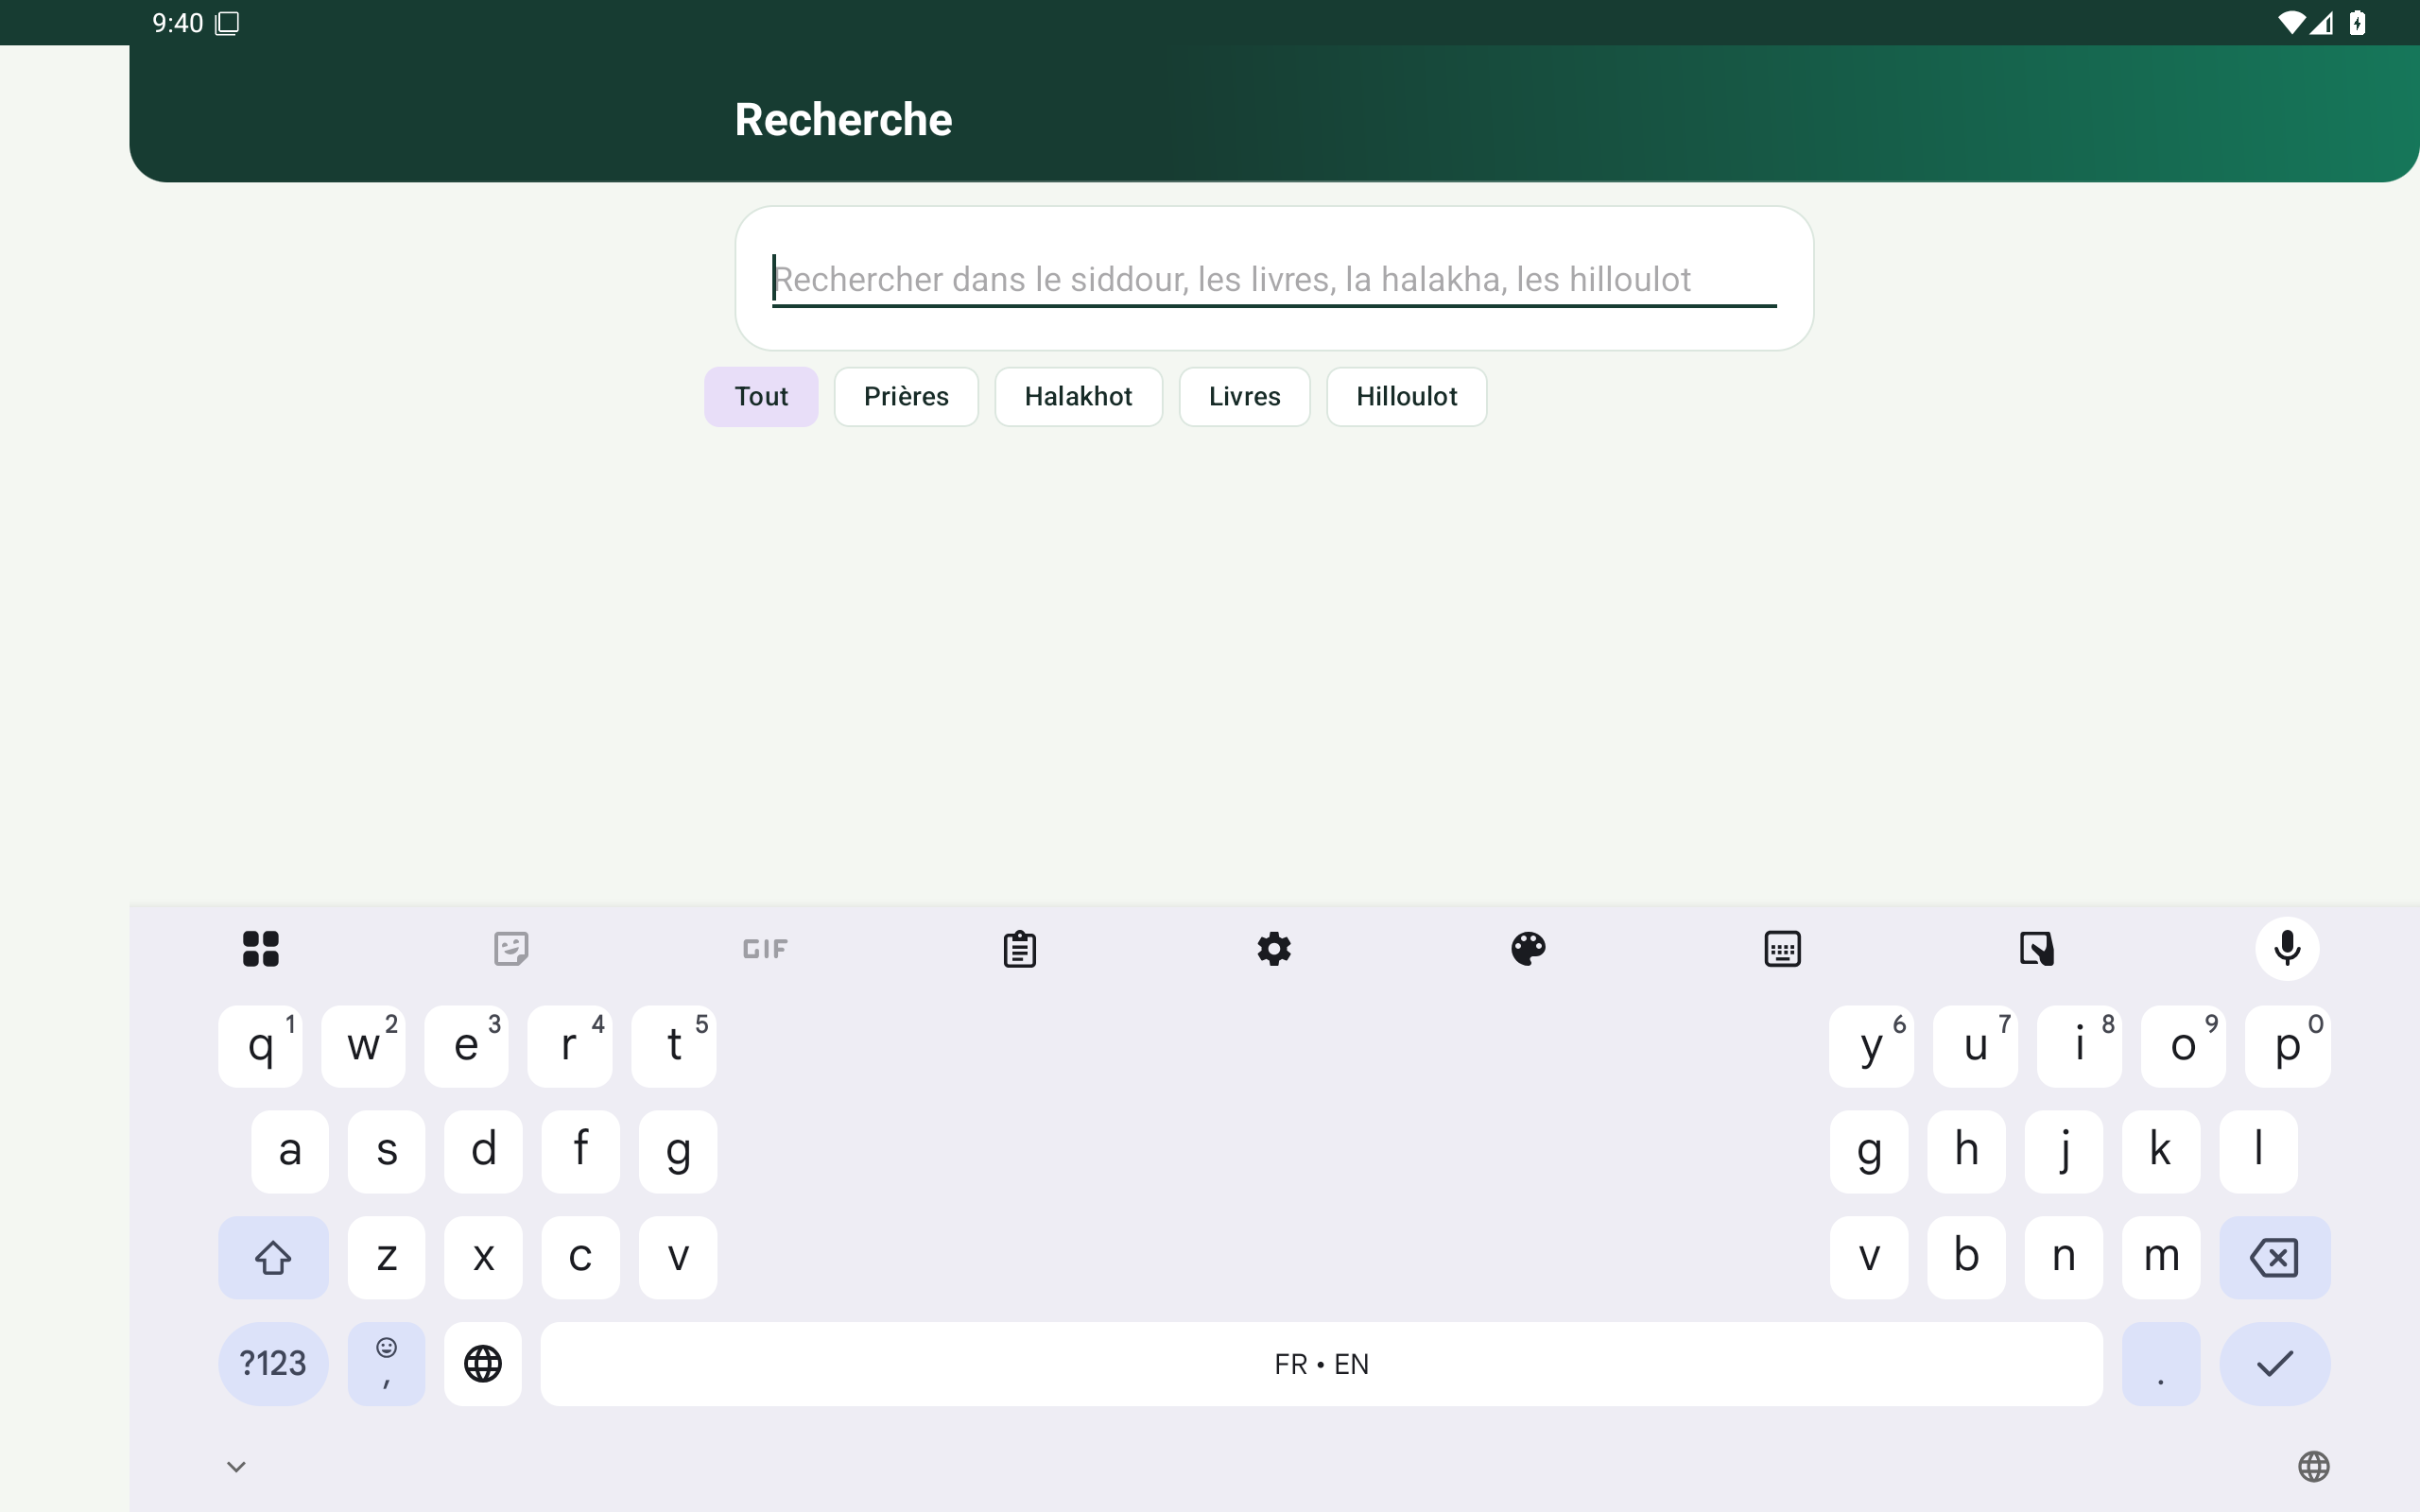 9:40
Recherche
Rechercher dans le siddour, les livres, la halakha, les hilloulot
Tout Prières Halakhot Livres Hilloulot
GIF
q 1 w 2 e 3 r 4 t 5 y 6 u 7 i 8 o 9 p 0
a s d f g g h j k l
z x c v v b n m
?123 , FR • EN .